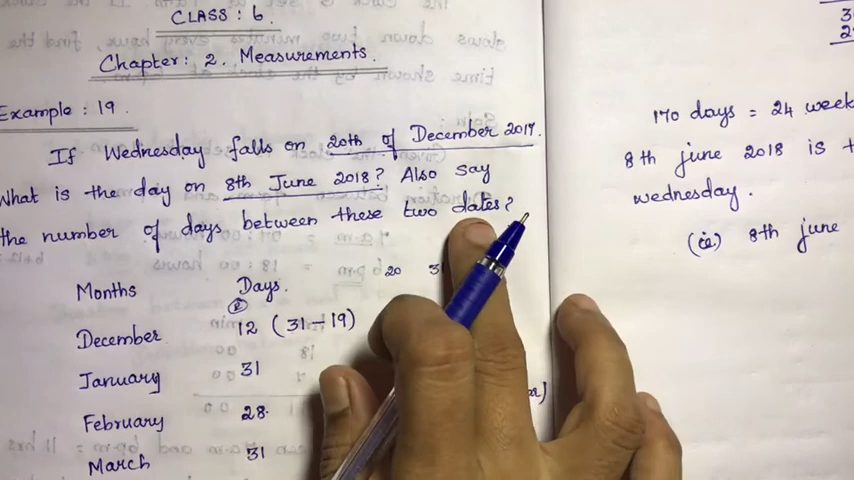 CLASS : 6.
Chapter : 2. Measurements.
Example : 19.
If Wednesday falls on 20th of December 2017.
What is the day on 8th June 2018? Also say
the number of days between these two dates?
20 31
Months Days.
December 12 (31-19)
January 31
February 28.
March 31
170 days = 24 week
8th june 2018 is t
wednesday.
(ie) 8th june